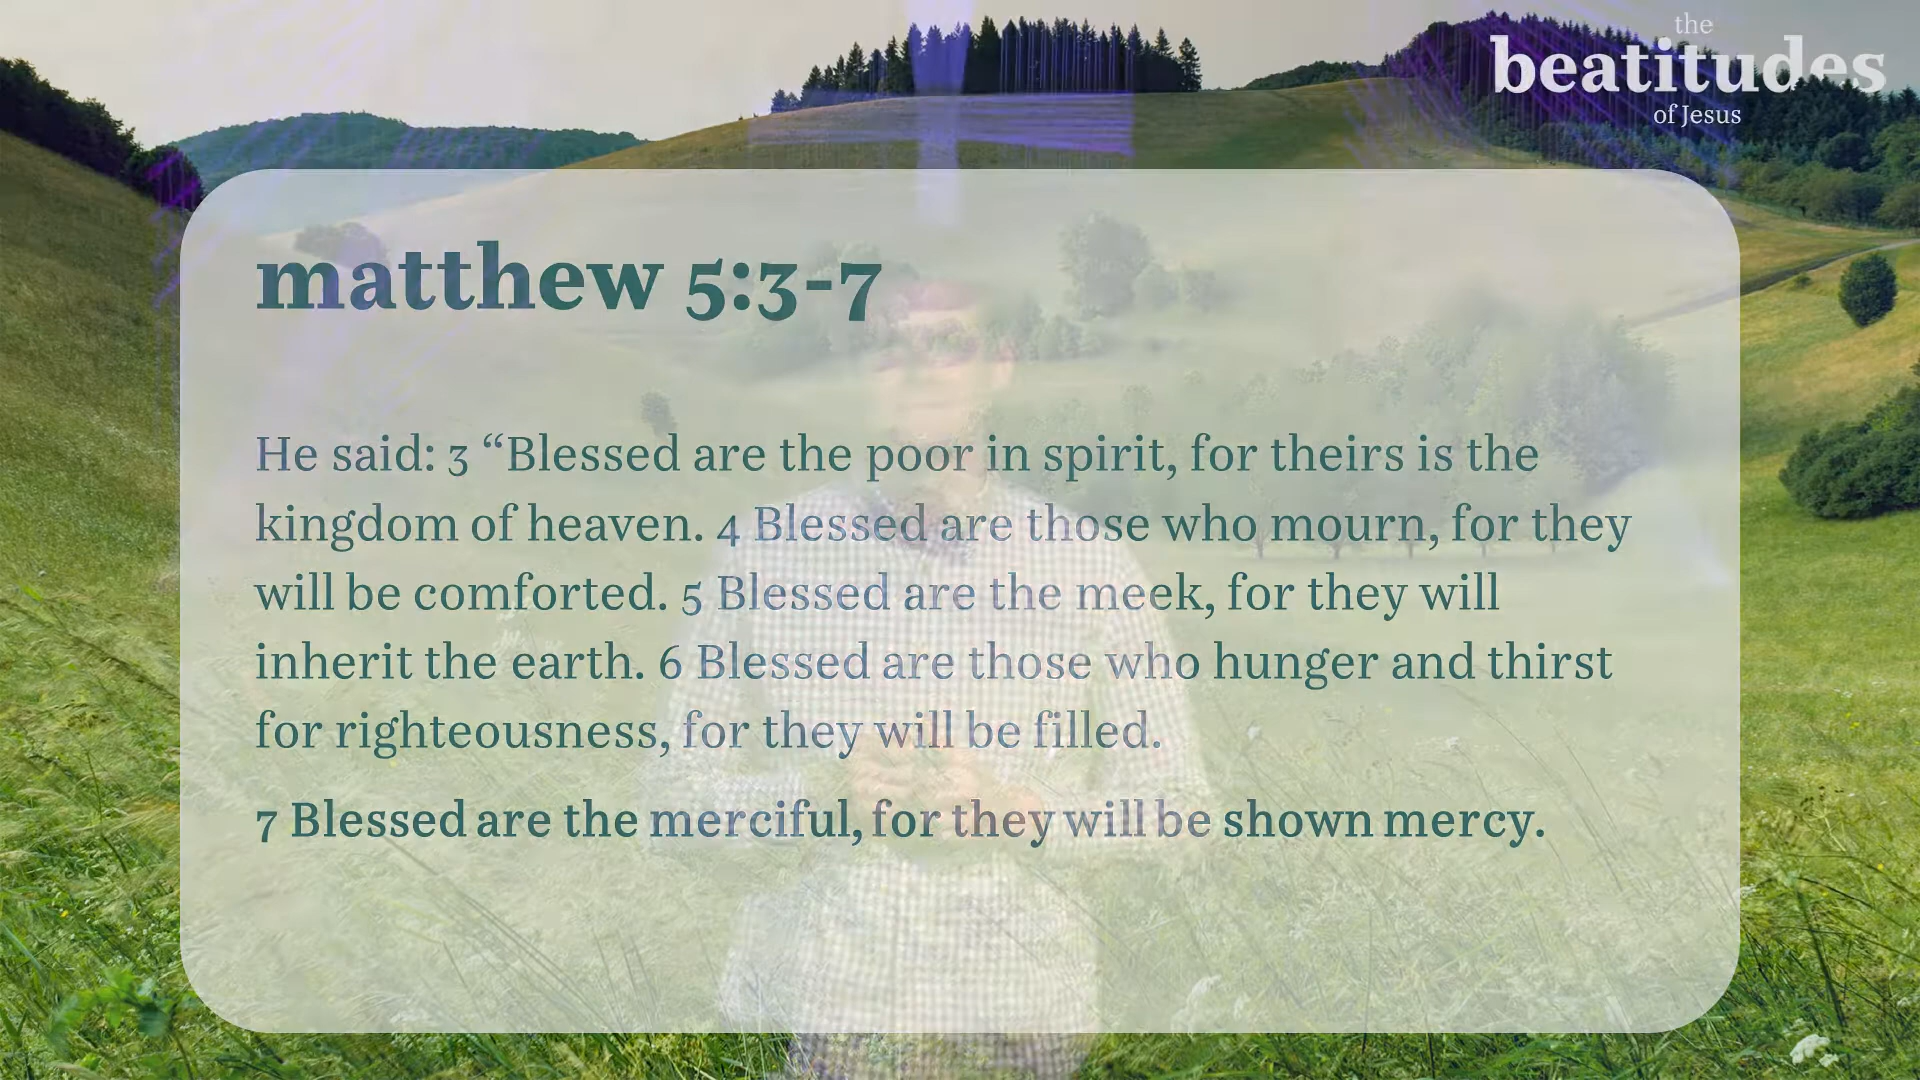 the
beatitudes
of Jesus
matthew 5:3-7
He said: 3 “Blessed are the poor in spirit, for theirs is the
kingdom of heaven. 4 Blessed are those who mourn, for they
will be comforted. 5 Blessed are the meek, for they will
inherit the earth. 6 Blessed are those who hunger and thirst
for righteousness, for they will be filled.
7 Blessed are the merciful, for they will be shown mercy.